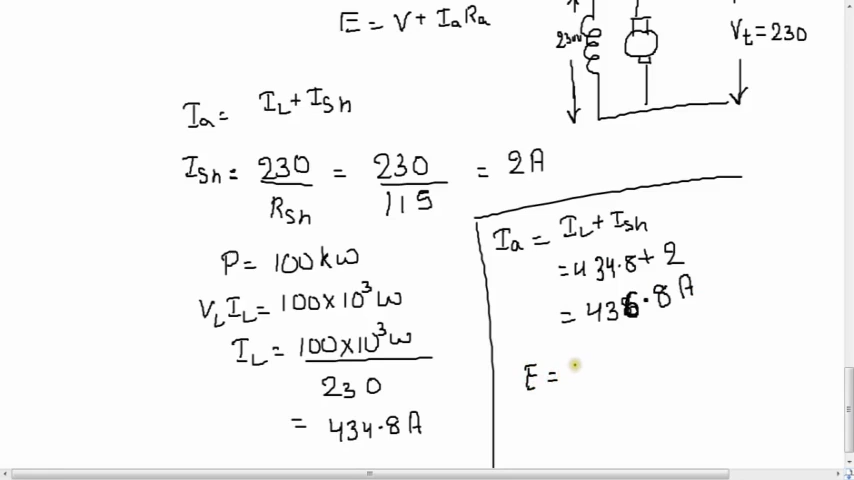 E = V + IaRa
230V
Vt = 230
Ia = IL + ISh
ISh = 230 / RSh = 230 / 115 = 2A
P = 100kw
VLIL = 100×10³w
IL = 100×10³w / 230
= 434.8A
Ia = IL + ISh
= 434.8 + 2
= 436.8A
E =